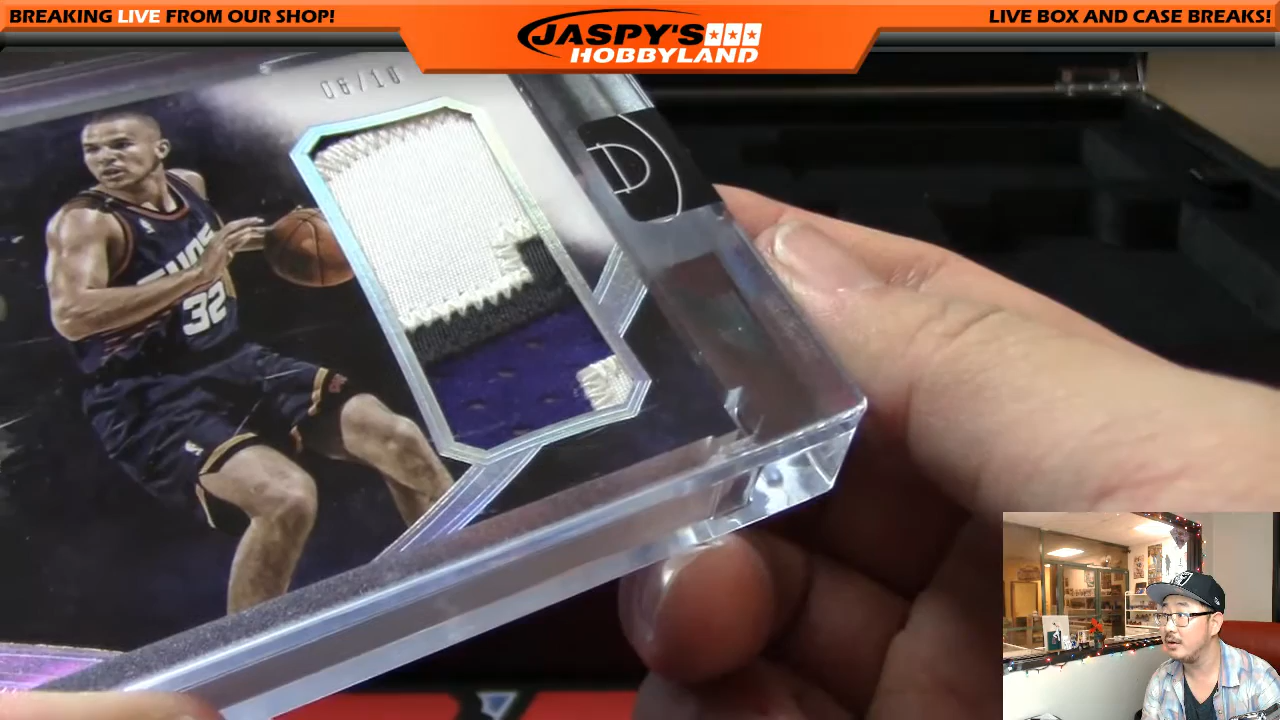 BREAKING LIVE FROM OUR SHOP!
JASPY'S
HOBBYLAND
LIVE BOX AND CASE BREAKS!
06/10
SUNS
32